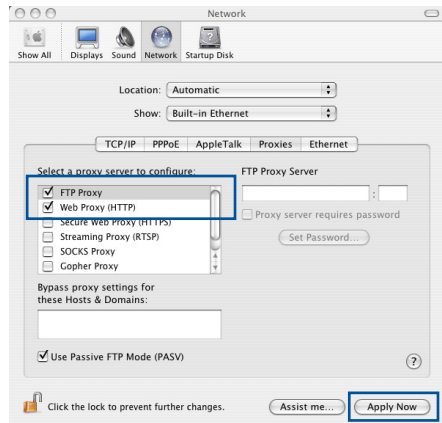 Network
Show All Displays Sound Network Startup Disk
Location: Automatic
Show: Built-in Ethernet
TCP/IP PPPoE AppleTalk Proxies Ethernet
Select a proxy server to configure: FTP Proxy Server
FTP Proxy :
Web Proxy (HTTP)
Proxy server requires password
Secure Web Proxy (HTTPS)
Streaming Proxy (RTSP) Set Password...
SOCKS Proxy
Gopher Proxy
Bypass proxy settings for
these Hosts & Domains:
Use Passive FTP Mode (PASV) ?
Click the lock to prevent further changes. Assist me... Apply Now